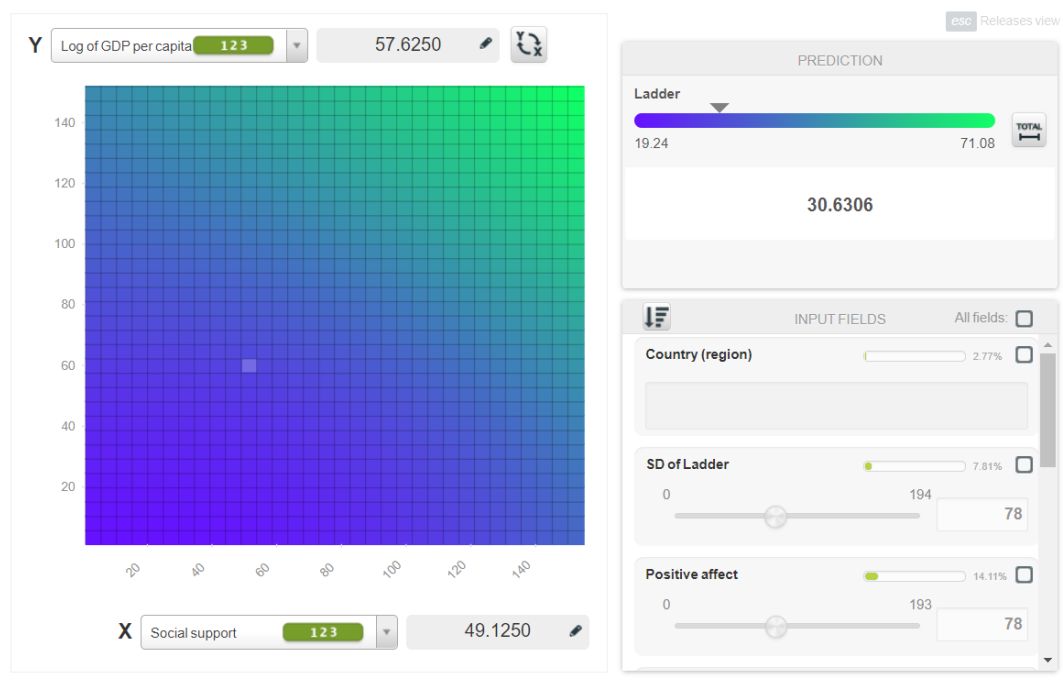 esc Releases view
Y Log of GDP per capita 123 57.6250 Y X
PREDICTION
Ladder
19.24 71.08
TOTAL
30.6306
140
120
100
80
60
40
20
20 40 60 80 100 120 140
X Social support 123 49.1250
INPUT FIELDS All fields:
Country (region) 2.77%
SD of Ladder 7.81%
0 194
78
Positive affect 14.11%
0 193
78